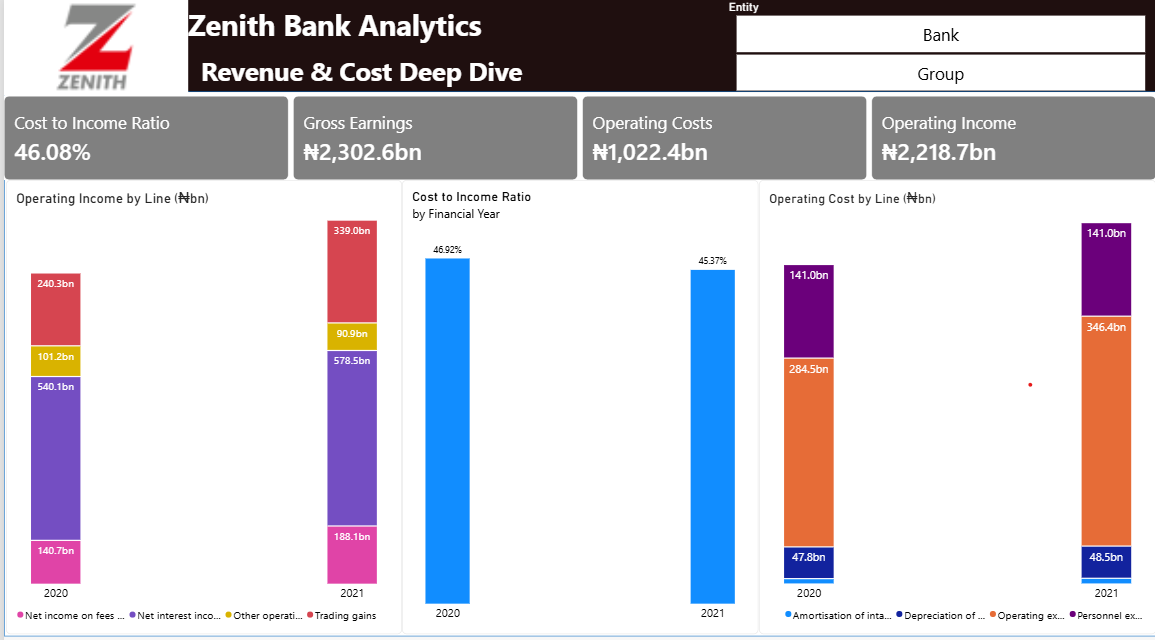 ZENITH
Zenith Bank Analytics
Revenue & Cost Deep Dive
Entity
Bank
Group
Cost to Income Ratio
46.08%
Gross Earnings
₦2,302.6bn
Operating Costs
₦1,022.4bn
Operating Income
₦2,218.7bn
Operating Income by Line (₦bn)
240.3bn
101.2bn
540.1bn
140.7bn
2020
339.0bn
90.9bn
578.5bn
188.1bn
2021
Net income on fees ... Net interest inco... Other operati... Trading gains
Cost to Income Ratio
by Financial Year
46.92%
2020
45.37%
2021
Operating Cost by Line (₦bn)
141.0bn
284.5bn
47.8bn
2020
141.0bn
346.4bn
48.5bn
2021
Amortisation of inta... Depreciation of ... Operating ex... Personnel ex...